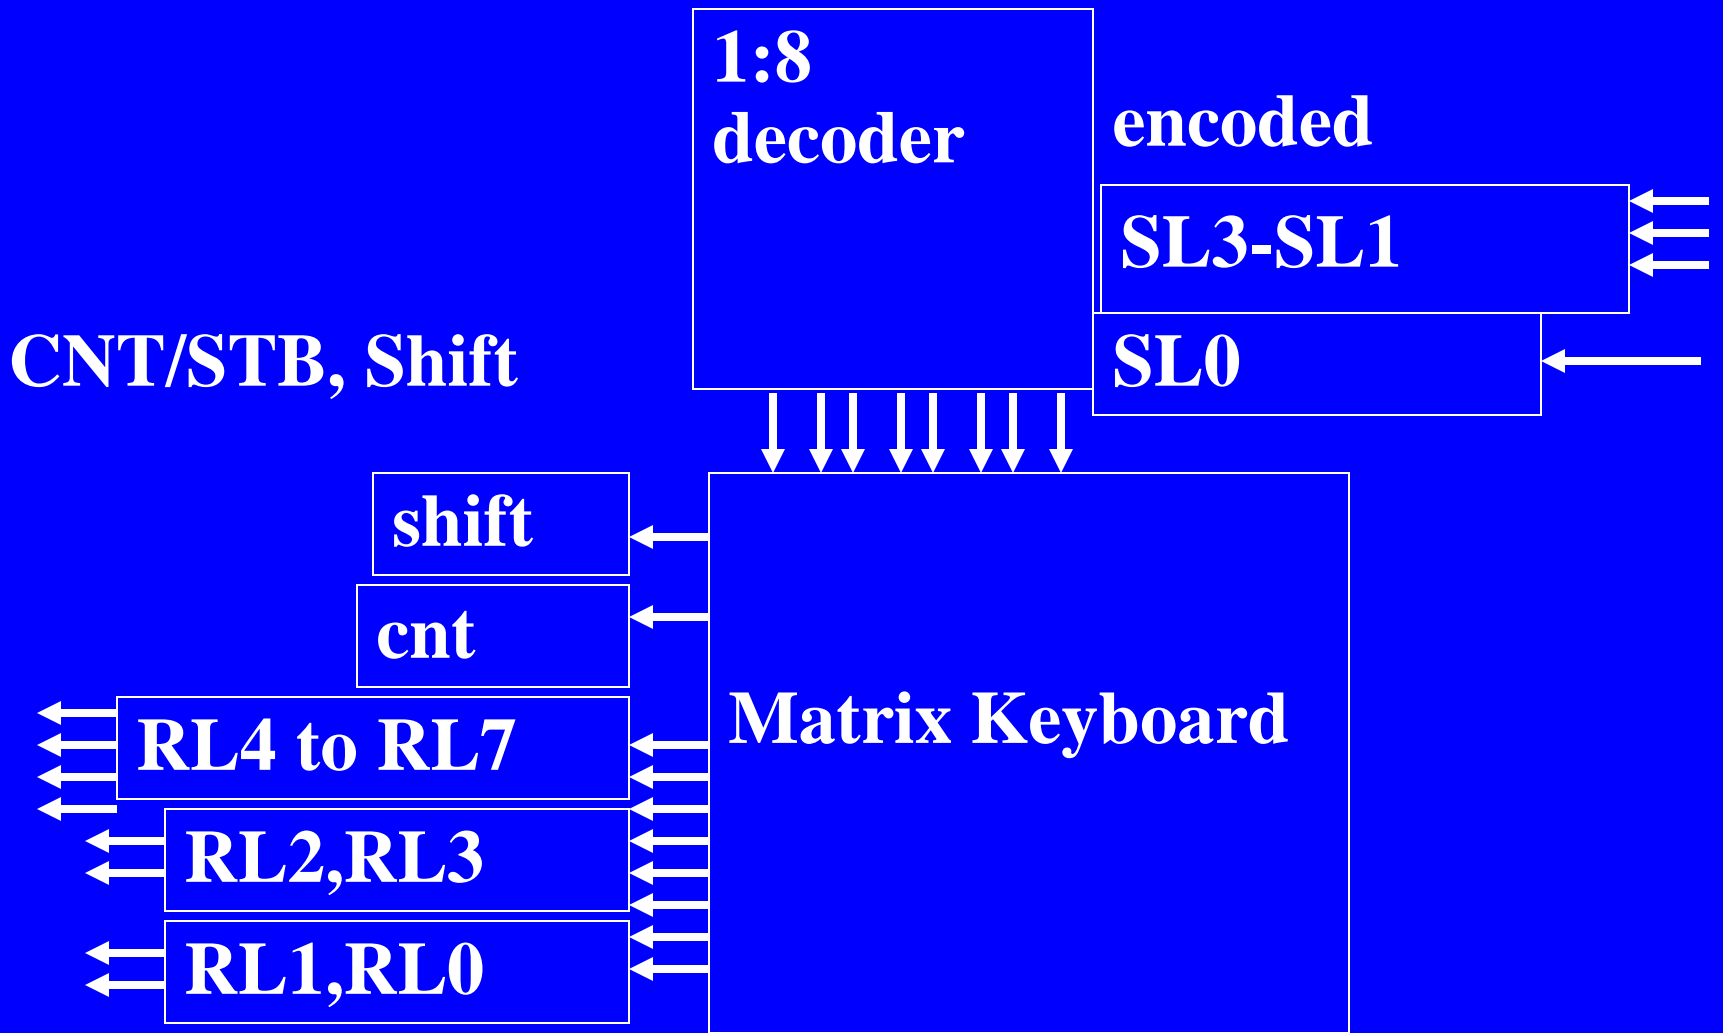 1:8
decoder
encoded
SL3-SL1
CNT/STB, Shift
SL0
shift
cnt
RL4 to RL7
Matrix Keyboard
RL2,RL3
RL1,RL0